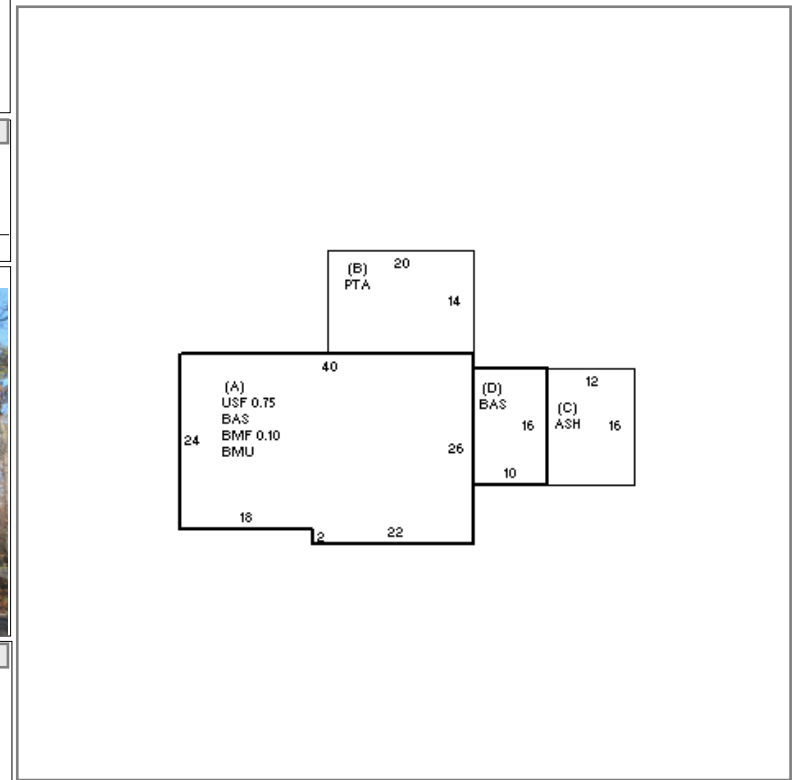 (B)
PTA
20
14
40
(A)
USF 0.75
BAS
BMF 0.10
BMU
24
26
18
2
22
(D)
BAS
16
10
12
(C)
ASH
16